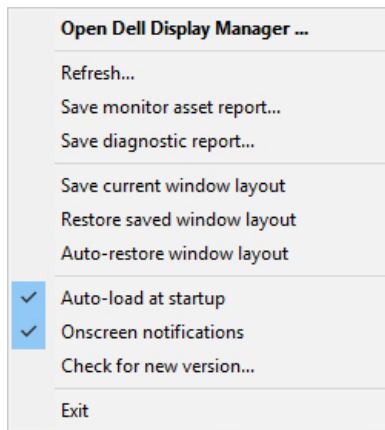 Open Dell Display Manager ...
Refresh...
Save monitor asset report...
Save diagnostic report...
Save current window layout
Restore saved window layout
Auto-restore window layout
Auto-load at startup
Onscreen notifications
Check for new version...
Exit